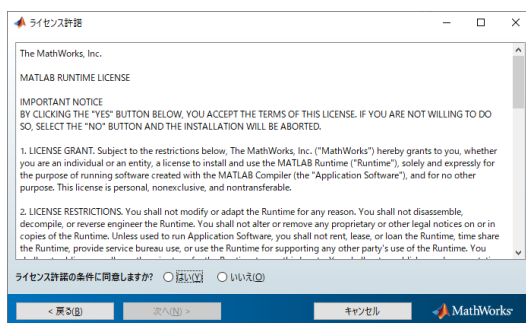 ライセンス許諾
The MathWorks, Inc.
MATLAB RUNTIME LICENSE
IMPORTANT NOTICE
BY CLICKING THE "YES" BUTTON BELOW, YOU ACCEPT THE TERMS OF THIS LICENSE. IF YOU ARE NOT WILLING TO DO
SO, SELECT THE "NO" BUTTON AND THE INSTALLATION WILL BE ABORTED.
1. LICENSE GRANT. Subject to the restrictions below, The MathWorks, Inc. ("MathWorks") hereby grants to you, whether
you are an individual or an entity, a license to install and use the MATLAB Runtime ("Runtime"), solely and expressly for
the purpose of running software created with the MATLAB Compiler (the "Application Software"), and for no other
purpose. This license is personal, nonexclusive, and nontransferable.
2. LICENSE RESTRICTIONS. You shall not modify or adapt the Runtime for any reason. You shall not disassemble,
decompile, or reverse engineer the Runtime. You shall not alter or remove any proprietary or other legal notices on or in
copies of the Runtime. Unless used to run Application Software, you shall not rent, lease, or loan the Runtime, time share
the Runtime, provide service bureau use, or use the Runtime for supporting any other party's use of the Runtime. You
ライセンス許諾の条件に同意しますか? はい(Y) いいえ(O)
< 戻る(B) 次へ(N) > キャンセル MathWorks®